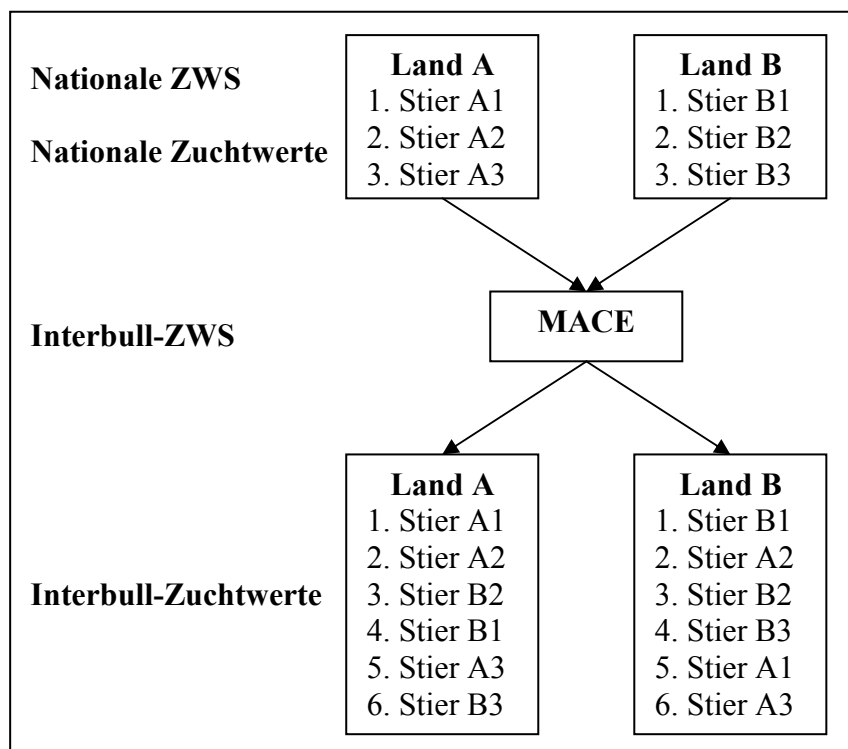 Nationale ZWS
Nationale Zuchtwerte
Land A
1. Stier A1
2. Stier A2
3. Stier A3
Land B
1. Stier B1
2. Stier B2
3. Stier B3
Interbull-ZWS
MACE
Interbull-Zuchtwerte
Land A
1. Stier A1
2. Stier A2
3. Stier B2
4. Stier B1
5. Stier A3
6. Stier B3
Land B
1. Stier B1
2. Stier A2
3. Stier B2
4. Stier B3
5. Stier A1
6. Stier A3